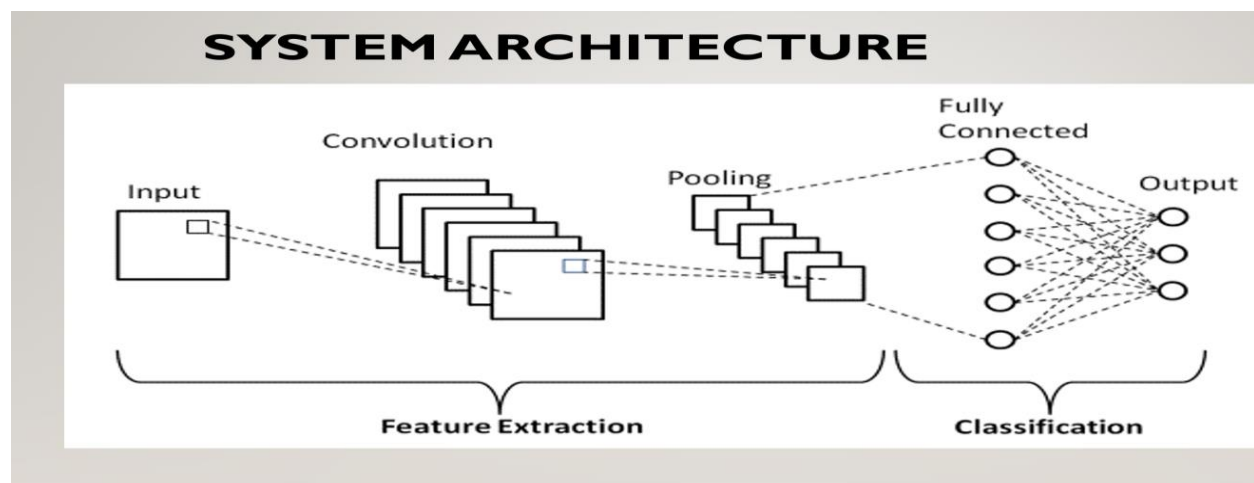 SYSTEM ARCHITECTURE
Input
Convolution
Pooling
Fully
Connected
Output
Feature Extraction
Classification